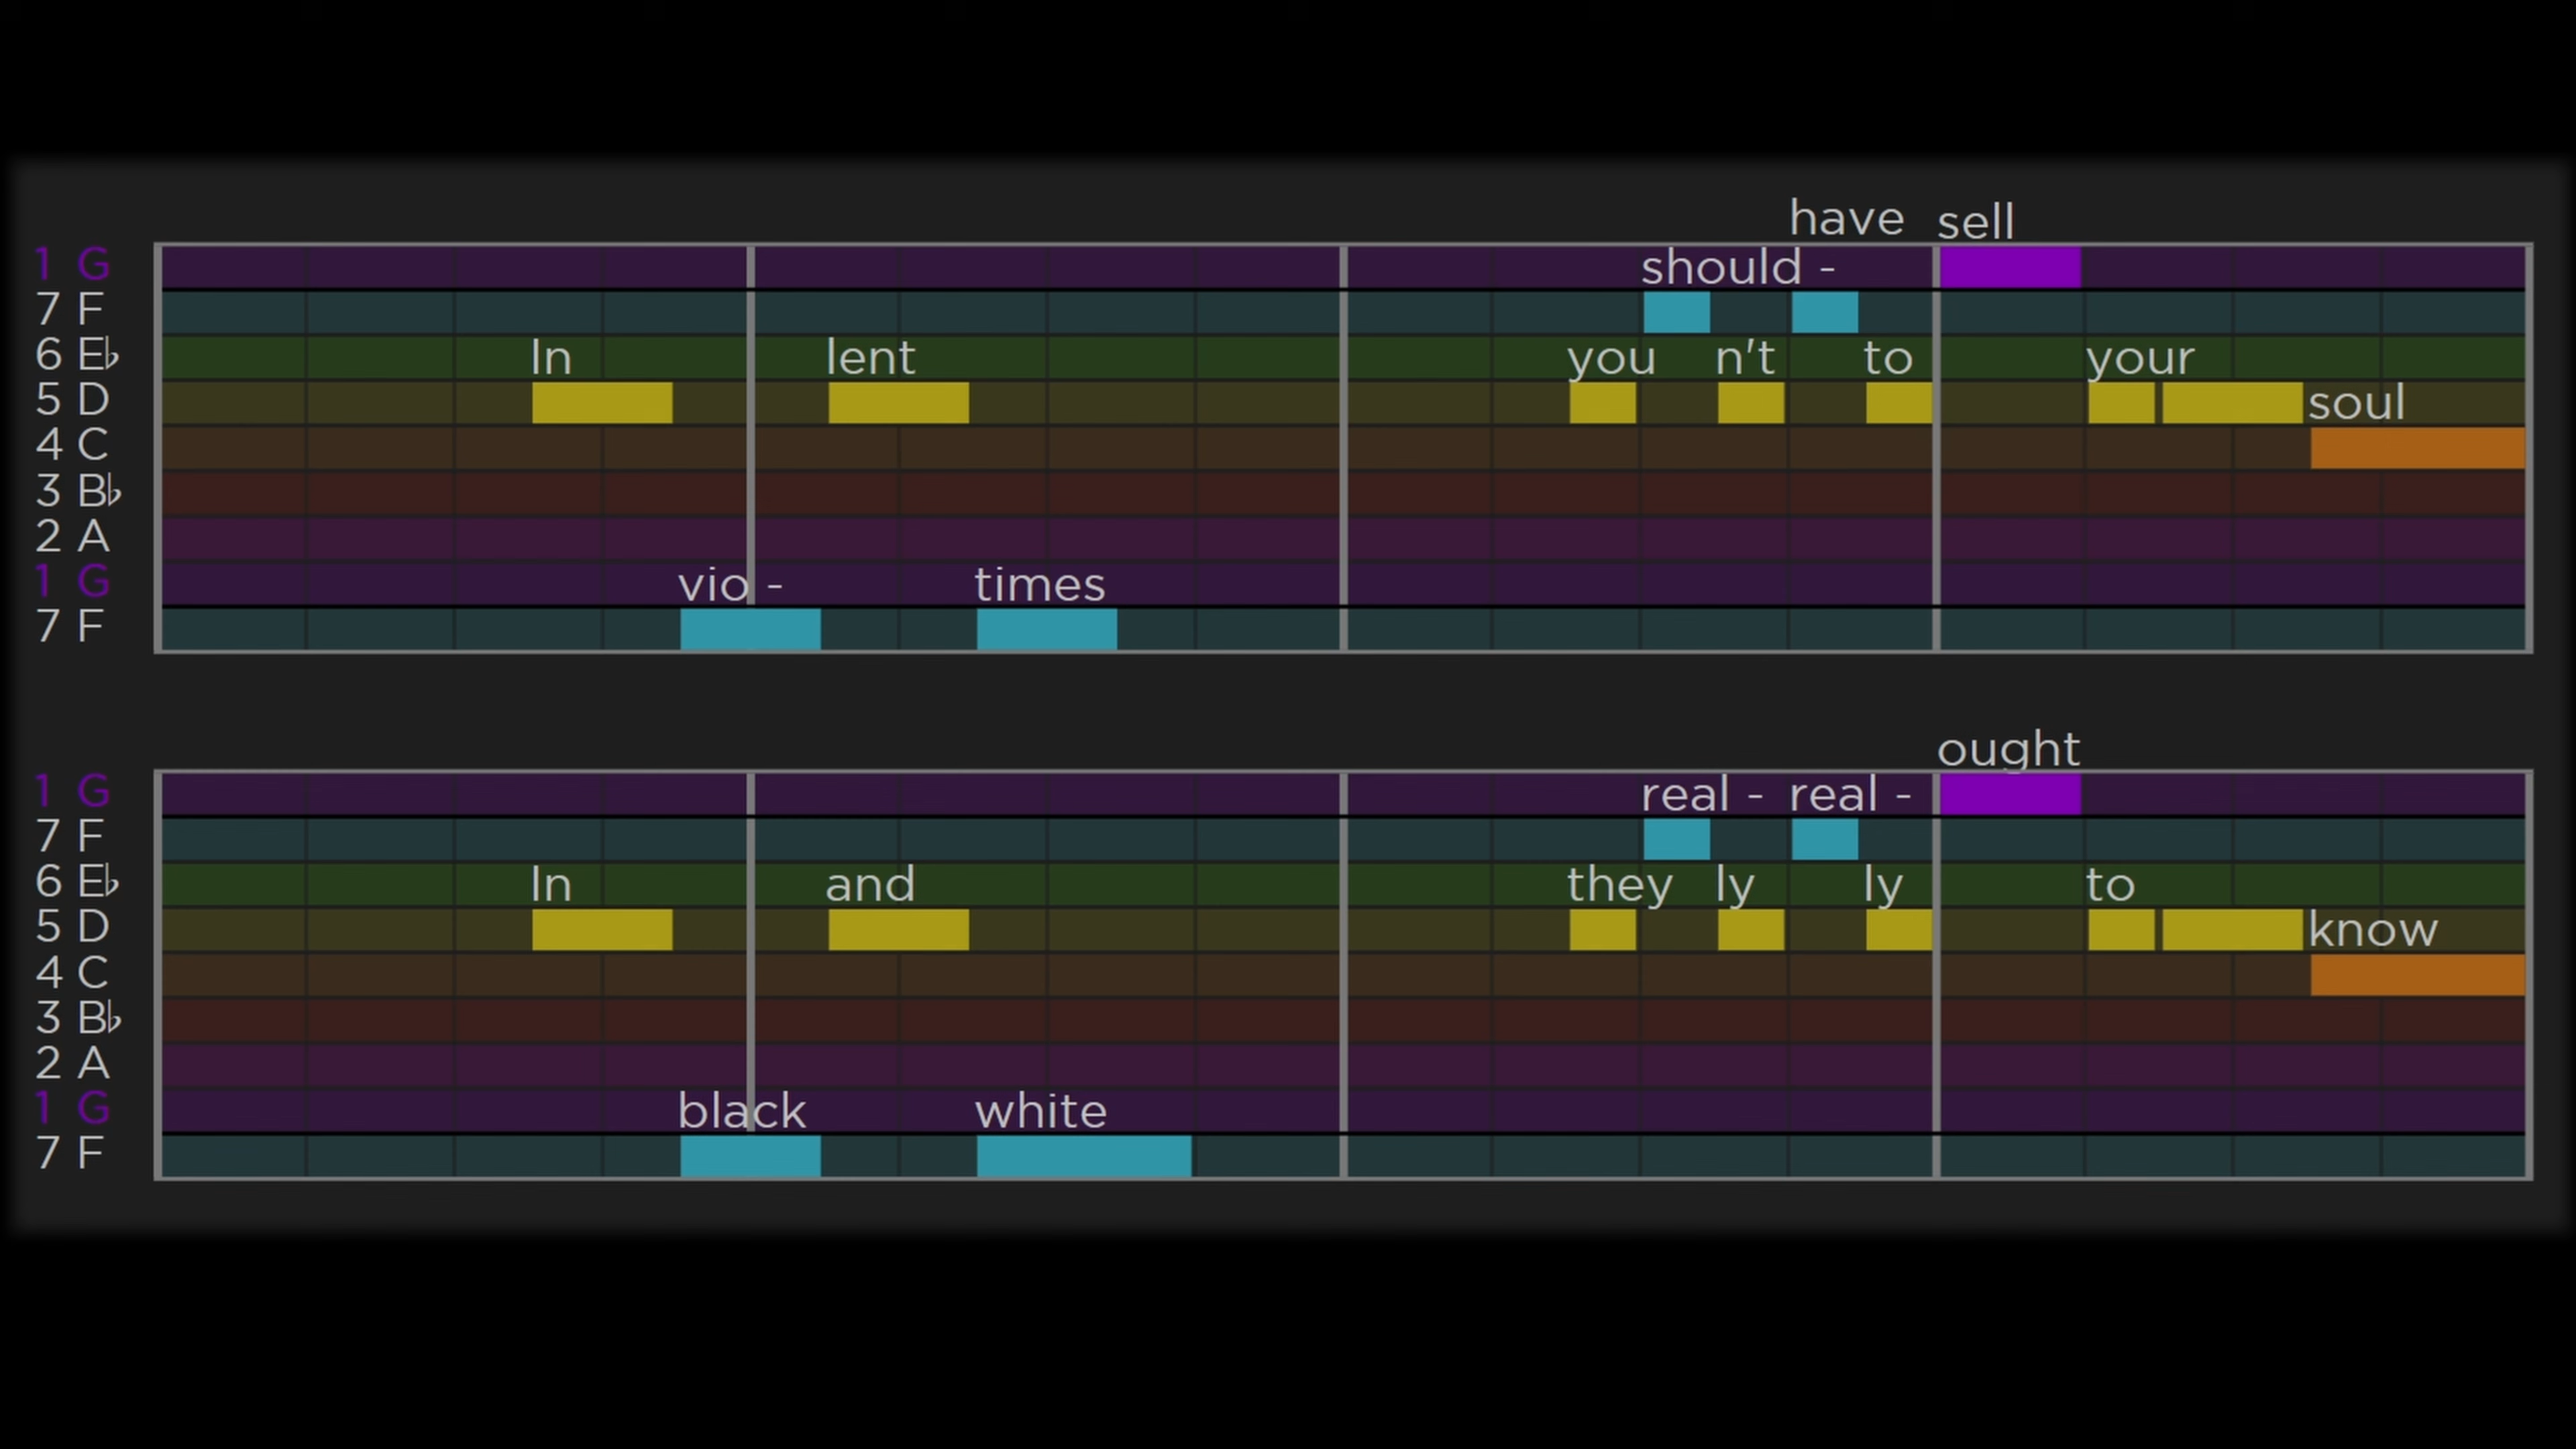 have sell
1 G should -
7 F
6 E♭ In lent you n't to your
5 D soul
4 C
3 B♭
2 A
1 G vio - times
7 F
ought
1 G real - real -
7 F
6 E♭ In and they ly ly to
5 D know
4 C
3 B♭
2 A
1 G black white
7 F